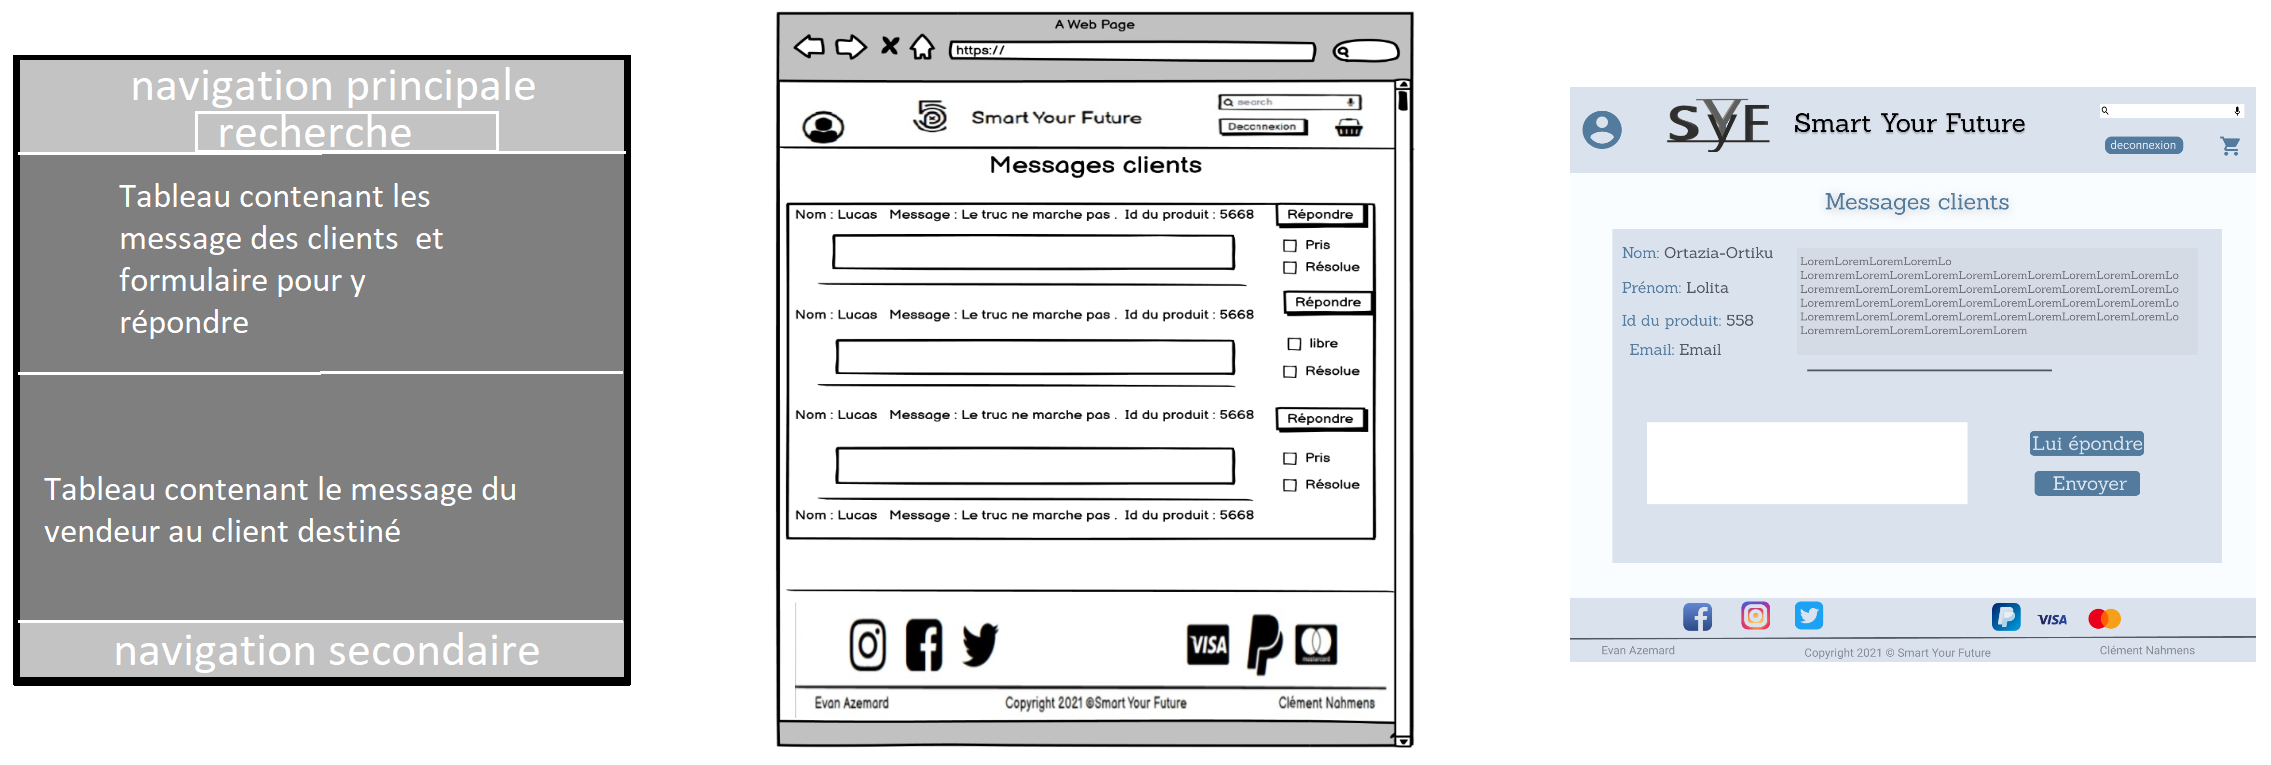 navigation principale
recherche
Tableau contenant les
message des clients et
formulaire pour y
répondre
Tableau contenant le message du
vendeur au client destiné
navigation secondaire
A Web Page
https://
search
Smart Your Future
Deconnexion
Messages clients
Nom : Lucas Message : Le truc ne marche pas . Id du produit : 5668 Répondre
Pris
Résolue
Répondre
Nom : Lucas Message : Le truc ne marche pas . Id du produit : 5668
libre
Résolue
Nom : Lucas Message : Le truc ne marche pas . Id du produit : 5668 Répondre
Pris
Résolue
Nom : Lucas Message : Le truc ne marche pas . Id du produit : 5668
VISA
mastercard
Evan Azemard Copyright 2021 ©Smart Your Future Clément Nahmens
SYF Smart Your Future
deconnexion
Messages clients
Nom: Ortazia-Ortiku
Prénom: Lolita
Id du produit: 558
Email: Email
LoremLoremLoremLoremLo
LoremremLoremLoremLoremLoremLoremLoremLoremLoremLo
LoremremLoremLoremLoremLoremLoremLoremLoremLoremLo
LoremremLoremLoremLoremLoremLoremLoremLoremLoremLo
LoremremLoremLoremLoremLoremLoremLoremLoremLoremLo
LoremremLoremLoremLoremLoremLorem
Lui épondre
Envoyer
VISA
Evan Azemard Copyright 2021 © Smart Your Future Clément Nahmens